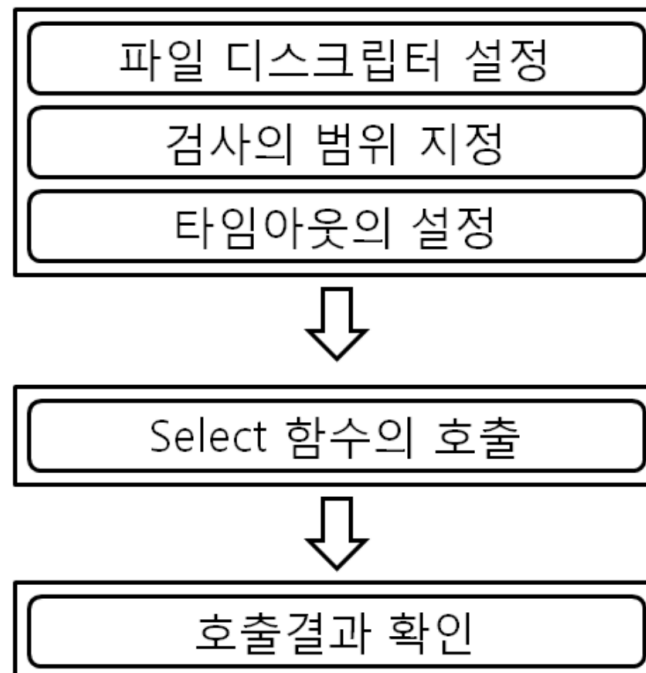 파일 디스크립터 설정
검사의 범위 지정
타임아웃의 설정
Select 함수의 호출
호출결과 확인